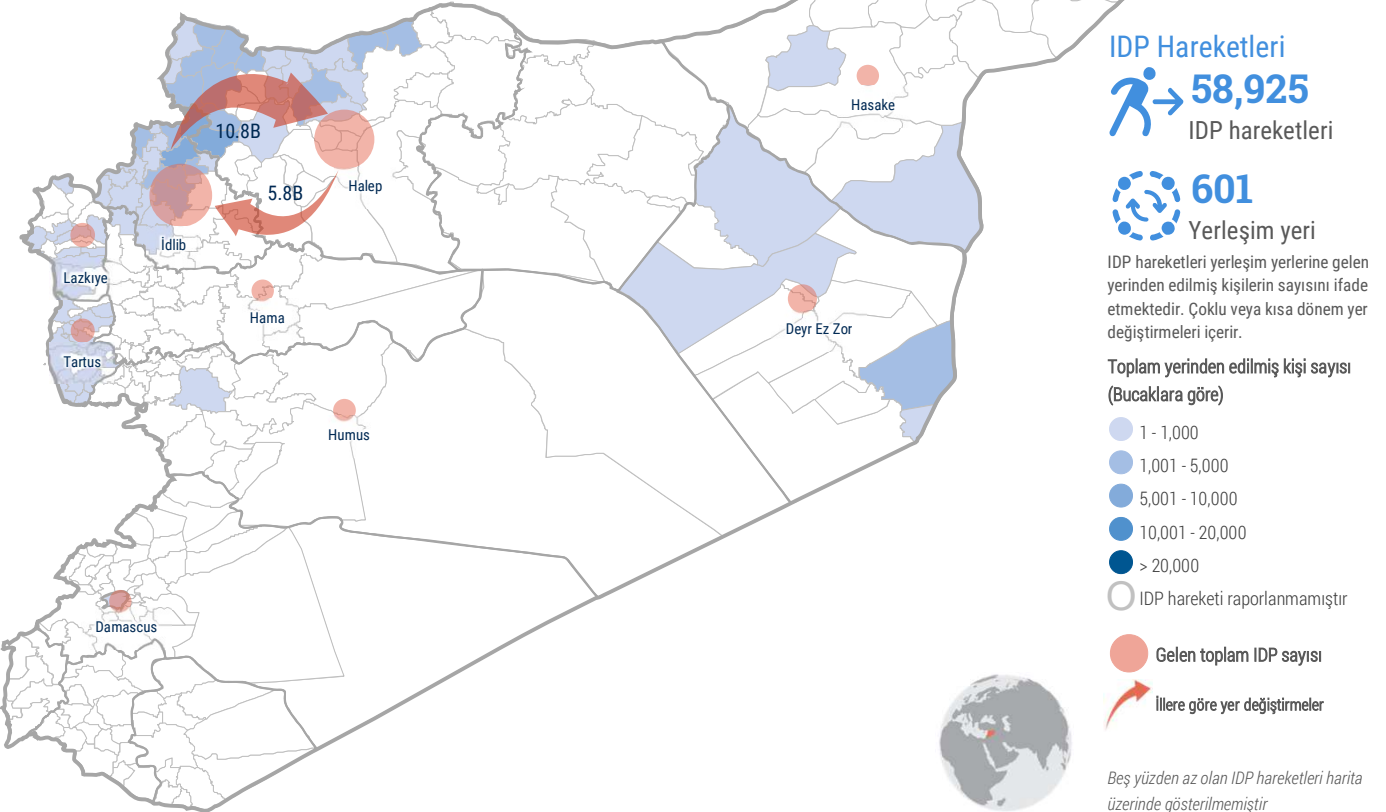 IDP Hareketleri
58,925
IDP hareketleri
601
Yerleşim yeri
IDP hareketleri yerleşim yerlerine gelen
yerinden edilmiş kişilerin sayısını ifade
etmektedir. Çoklu veya kısa dönem yer
değiştirmeleri içerir.
Toplam yerinden edilmiş kişi sayısı
(Bucaklara göre)
1 - 1,000
1,001 - 5,000
5,001 - 10,000
10,001 - 20,000
> 20,000
IDP hareketi raporlanmamıştır
Gelen toplam IDP sayısı
İllere göre yer değiştirmeler
Beş yüzden az olan IDP hareketleri harita
üzerinde gösterilmemiştir
Hasake
10.8B
Halep
5.8B
İdlib
Lazkıye
Hama
Deyr Ez Zor
Tartus
Humus
Damascus